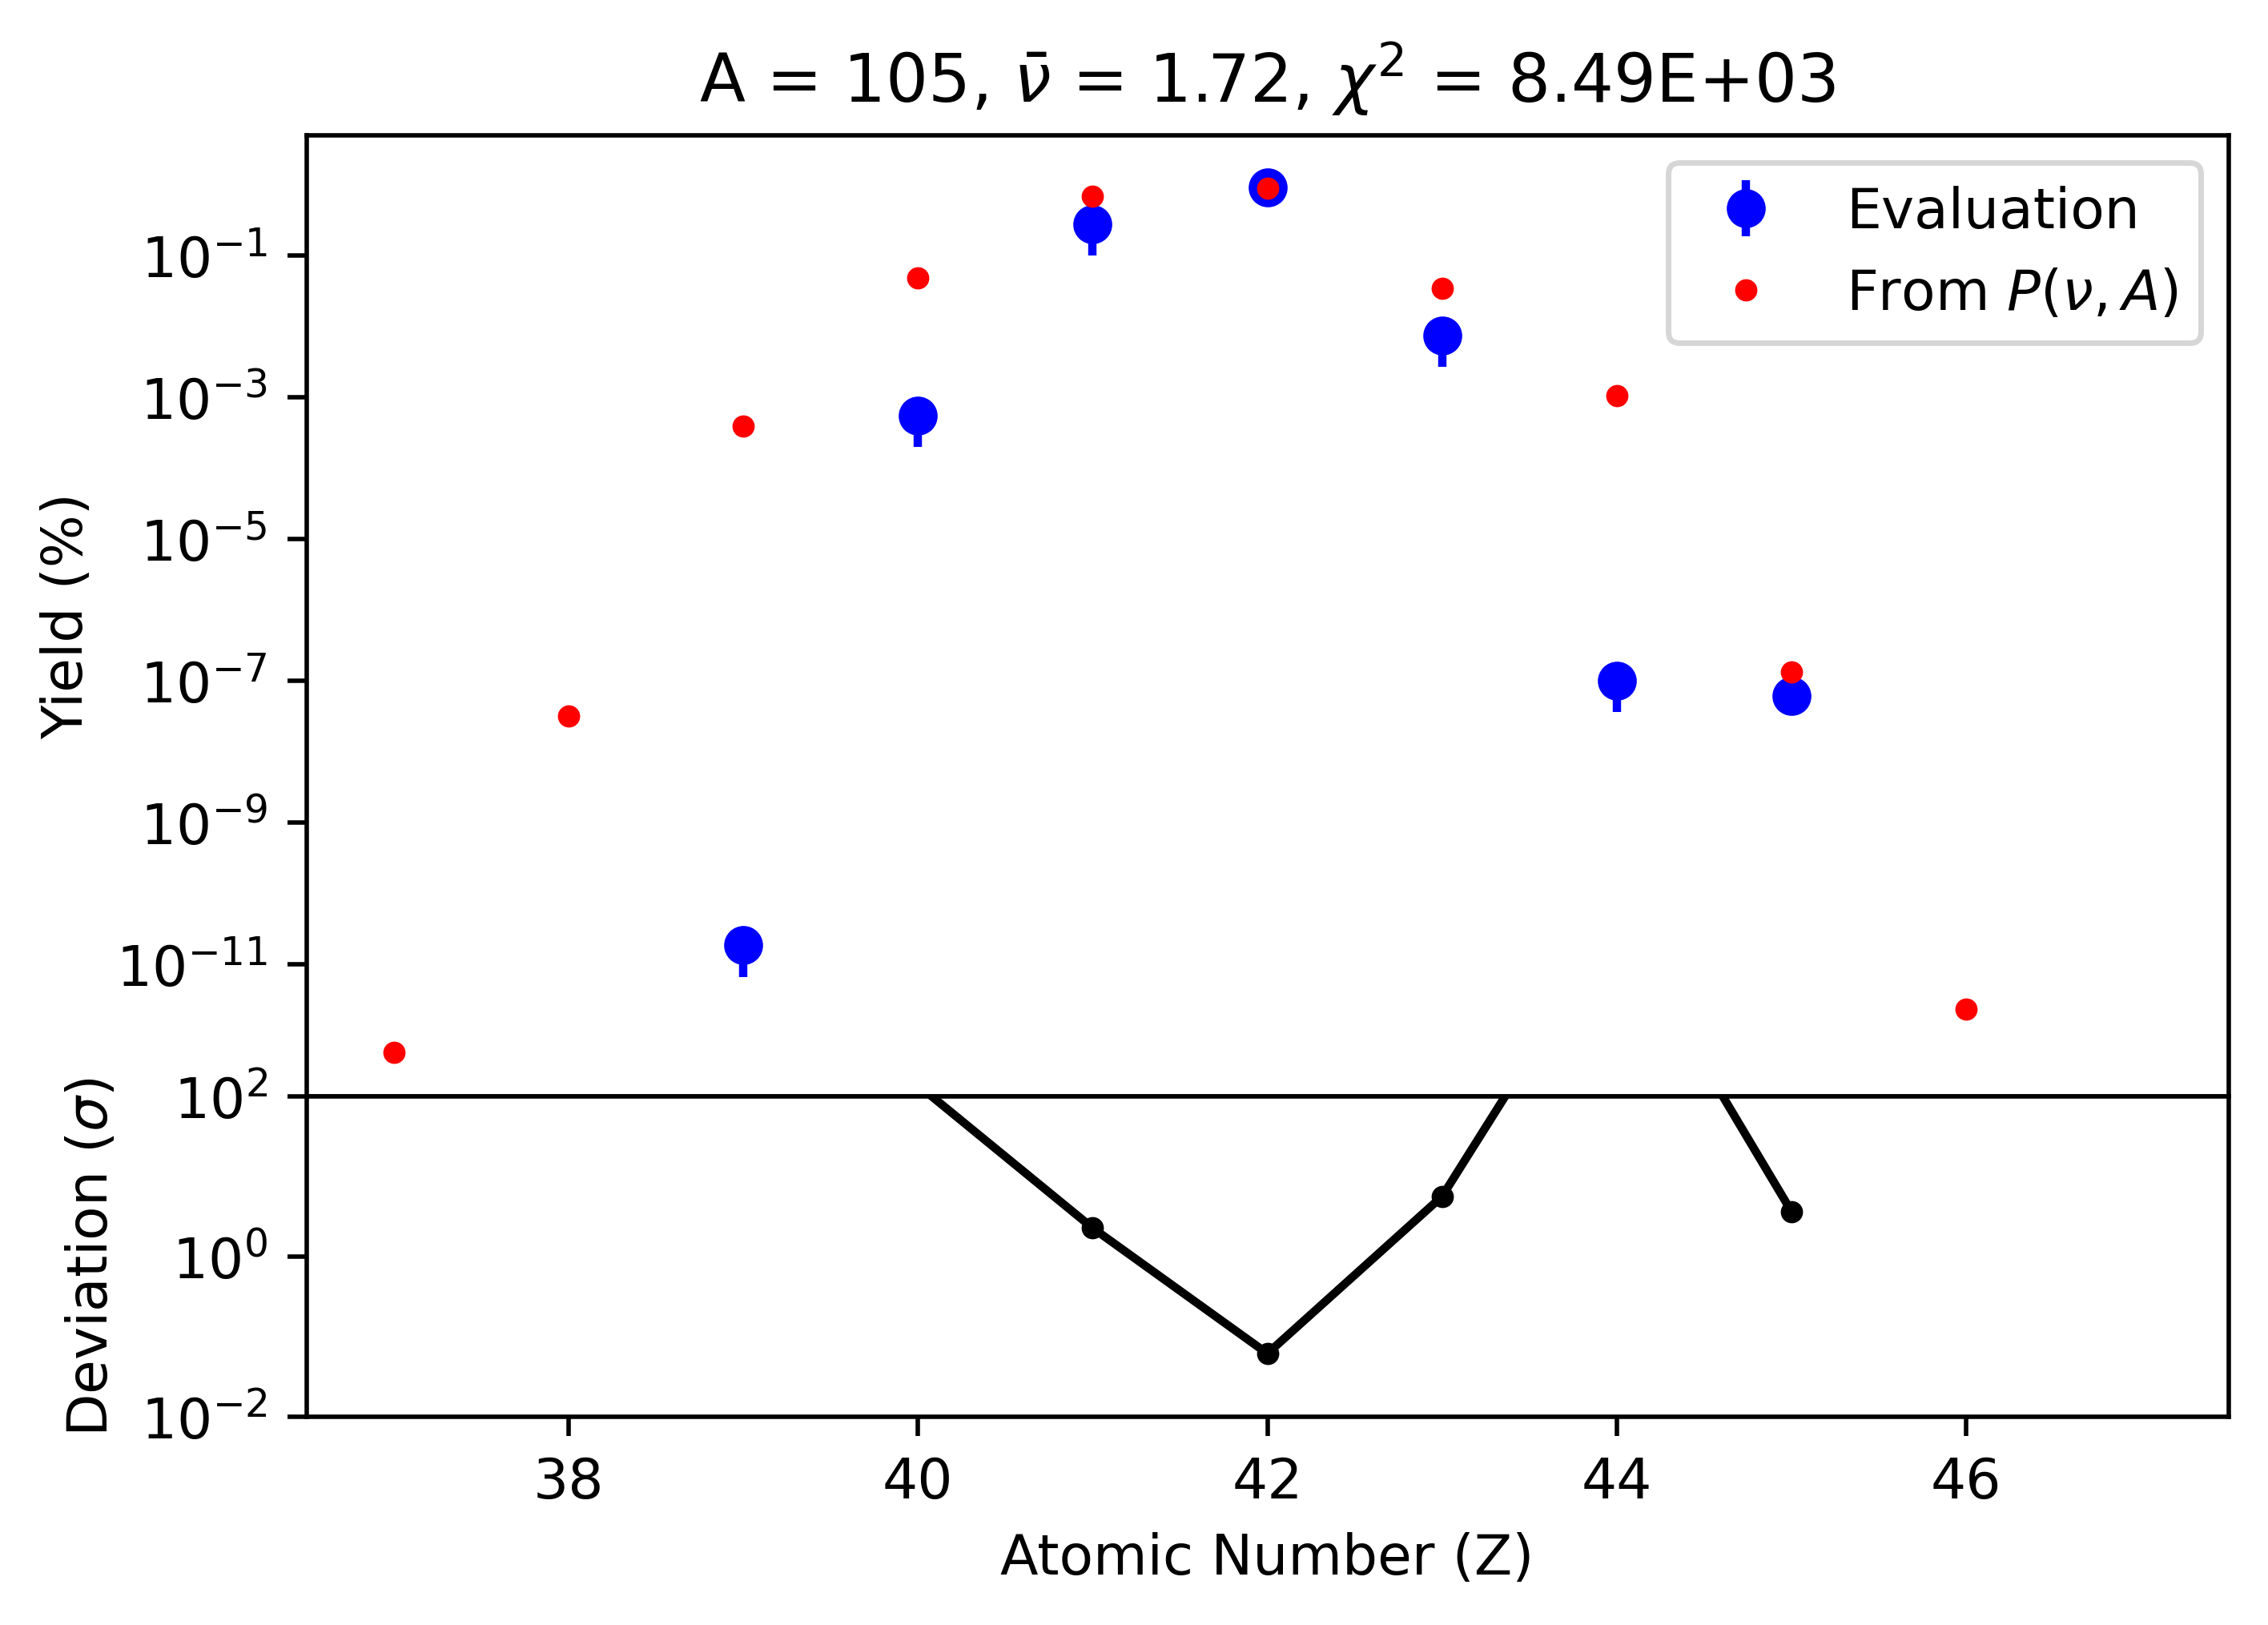 A = 105, ν̄ = 1.72, χ² = 8.49E+03
Evaluation
From P(ν, A)
Yield (%)
10⁻¹
10⁻³
10⁻⁵
10⁻⁷
10⁻⁹
10⁻¹¹
Deviation (σ)
10²
10⁰
10⁻²
38 40 42 44 46
Atomic Number (Z)